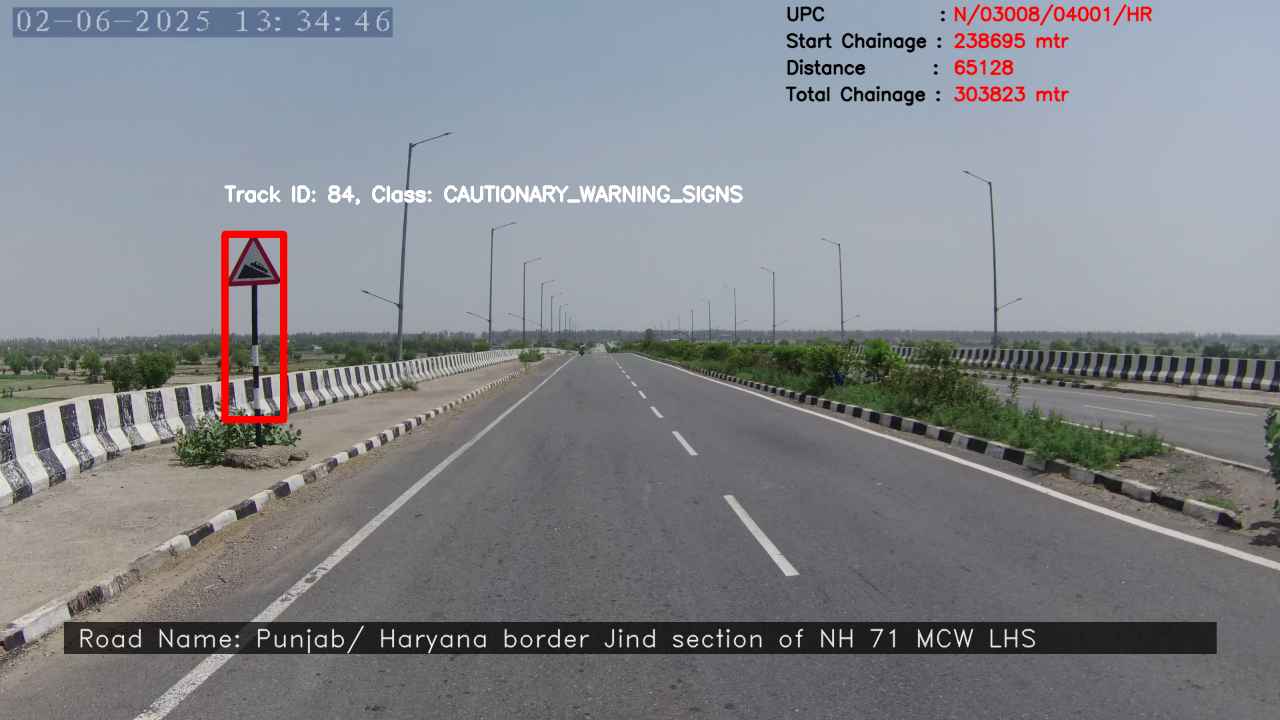 02-06-2025 13:34:46
UPC : N/03008/04001/HR
Start Chainage : 238695 mtr
Distance : 65128
Total Chainage : 303823 mtr
Track ID: 84, Class: CAUTIONARY_WARNING_SIGNS
Road Name: Punjab/ Haryana border Jind section of NH 71 MCW LHS